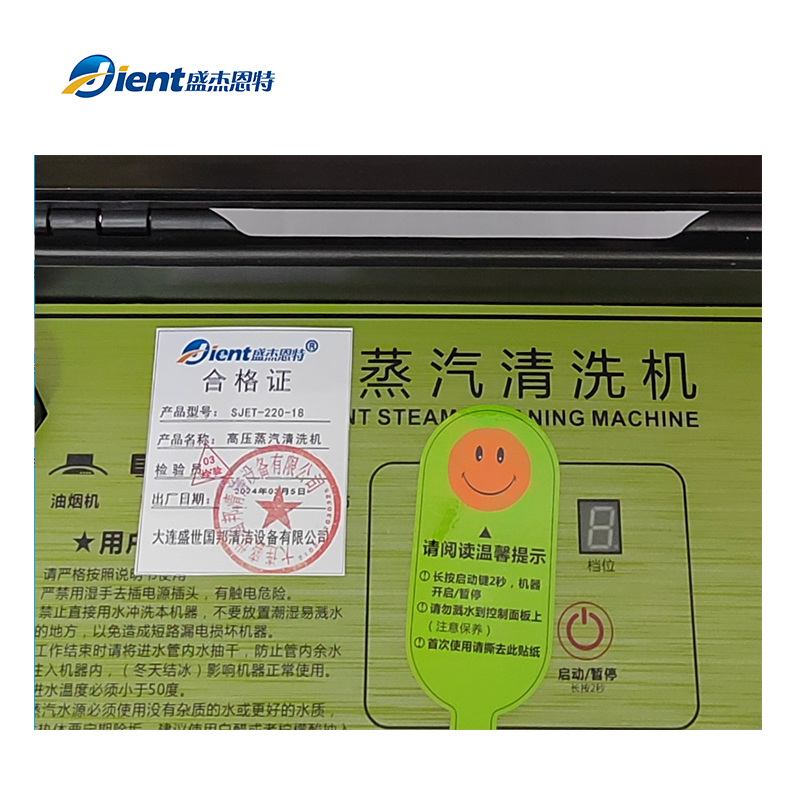 Dient盛杰恩特
Dient盛杰恩特®
合格证
产品型号： SJET-220-18
产品名称： 高压蒸汽清洗机
检验员：
03
检验
出厂日期：
大连盛世国邦清洁设备有限公司
蒸汽清洗机
STEAM
NING MACHINE
油烟机
★用户
请严格按照说明书使用
严禁用湿手去插电源插头，有触电危险。
禁止直接用水冲洗本机器，不要放置潮湿易溅水
的地方，以免造成短路漏电损坏机器。
工作结束时请将进水管内水抽干，防止管内余水
注入机器内，（冬天结冰）影响机器正常使用。
进水温度必须小于50度。
蒸汽水源必须使用没有杂质的水或更好的水质，
请阅读温馨提示
①长按启动键2秒，机器
开启/暂停
②请勿溅水到控制面板上
（注意保养）
①首次使用请撕去此贴纸
档位
启动/暂停
长按2秒